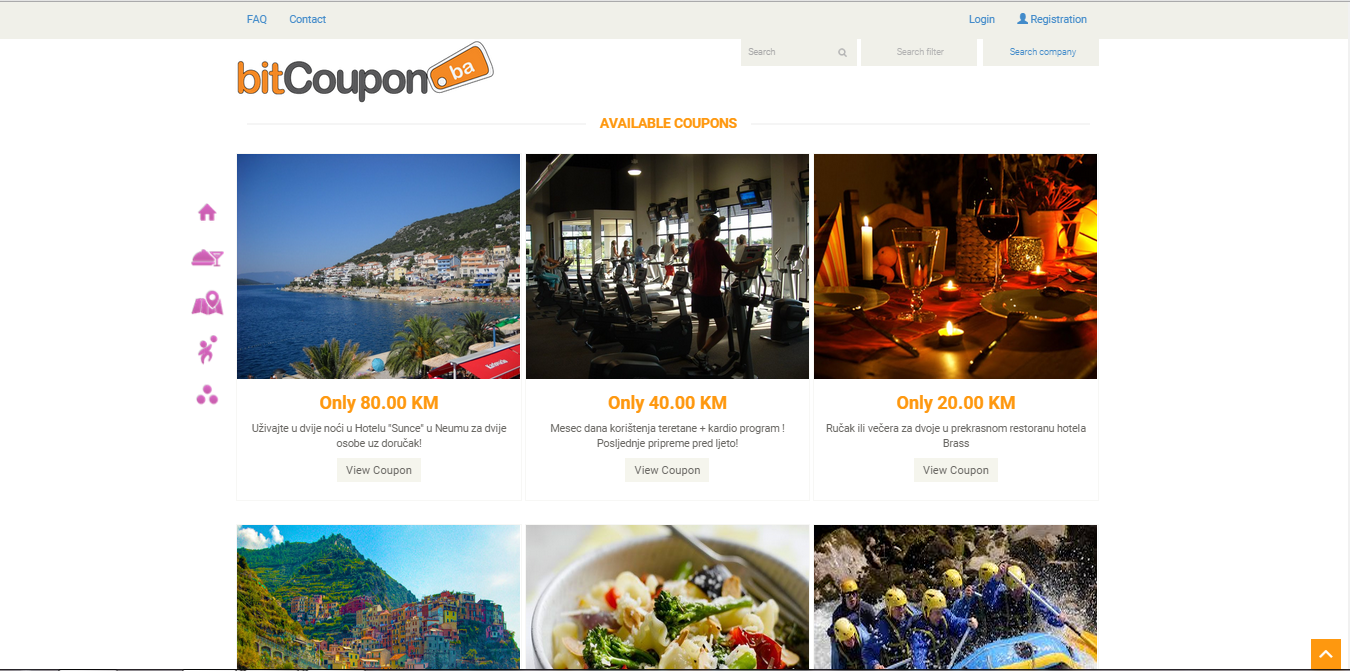 FAQ Contact Login Registration
Search Search filter Search company
bitCoupon ba
AVAILABLE COUPONS
Only 80.00 KM
Uživajte u dvije noći u Hotelu "Sunce" u Neumu za dvije
osobe uz doručak!
View Coupon
Only 40.00 KM
Mesec dana korištenja teretane + kardio program !
Posljednje pripreme pred ljeto!
View Coupon
Only 20.00 KM
Ručak ili večera za dvoje u prekrasnom restoranu hotela
Brass
View Coupon